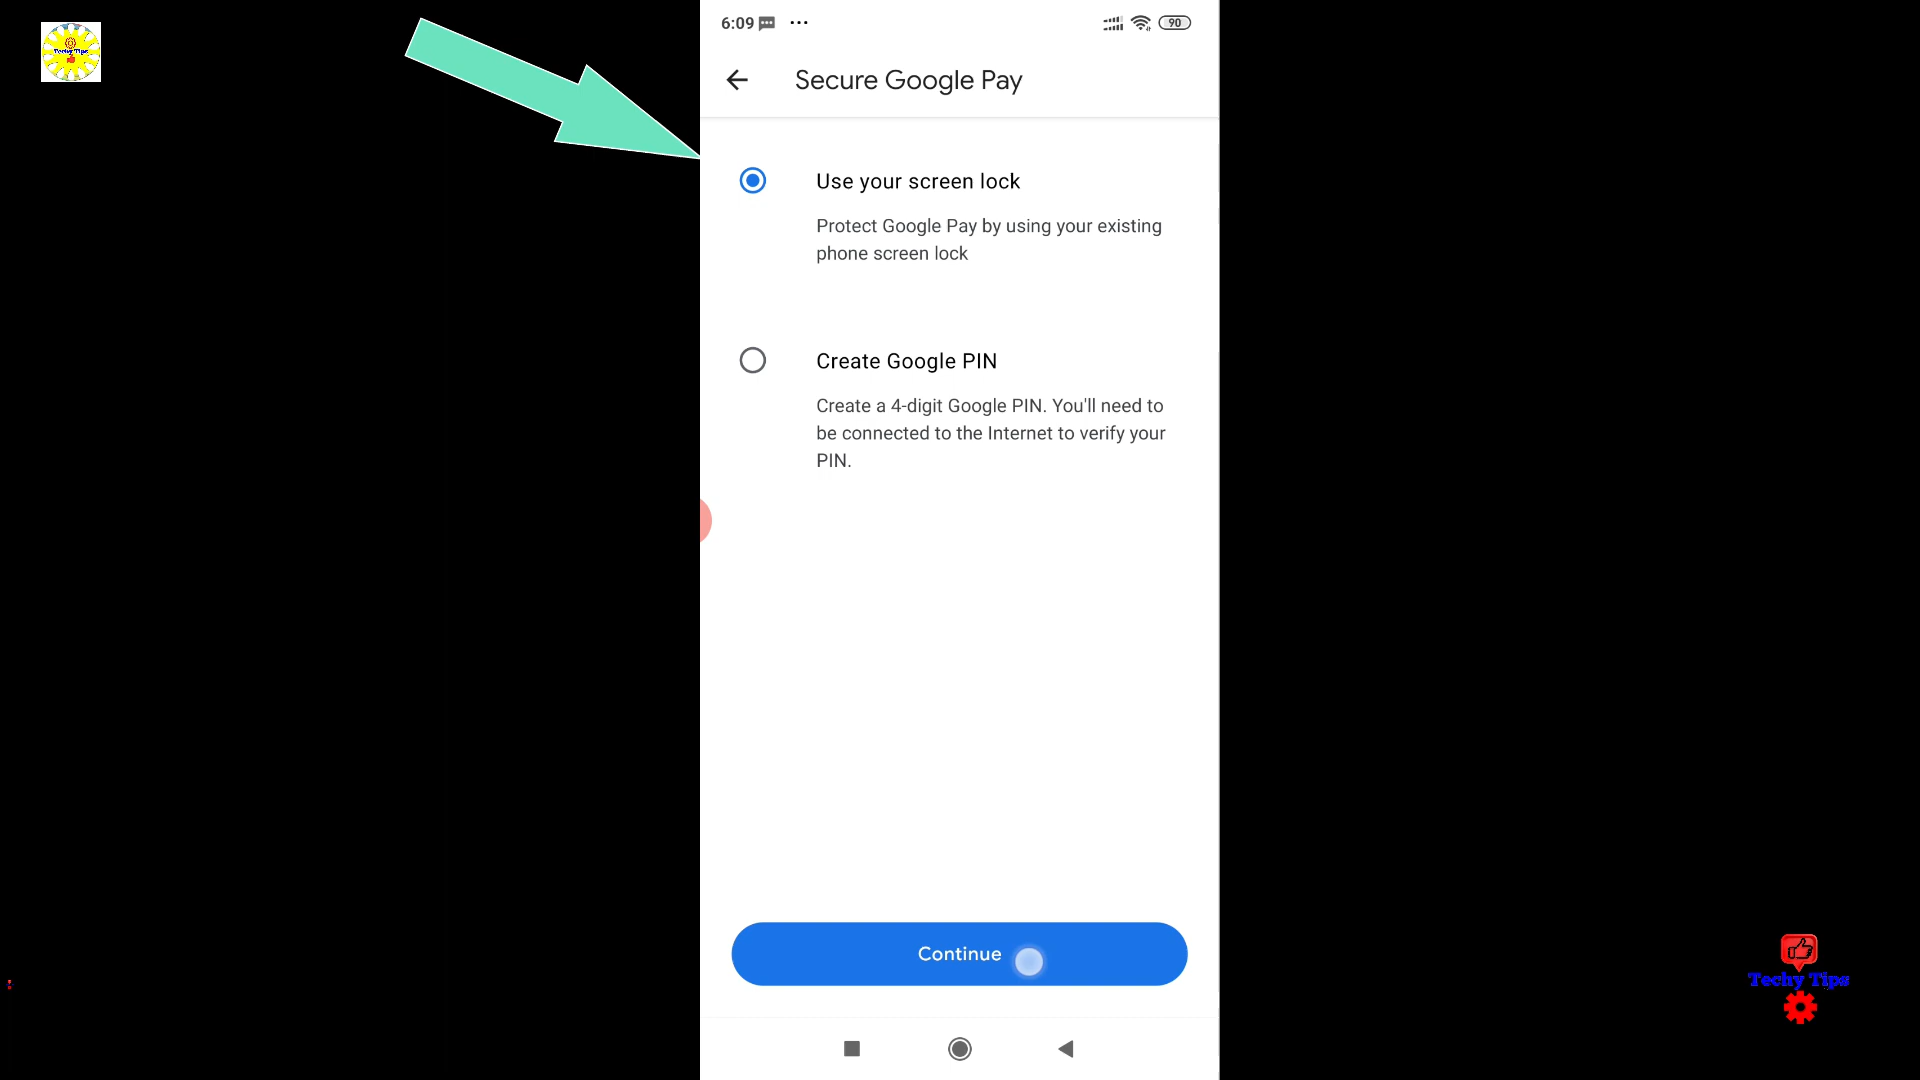 Techy Tips
6:09
90
Secure Google Pay
Use your screen lock
Protect Google Pay by using your existing
phone screen lock
Create Google PIN
Create a 4-digit Google PIN. You'll need to
be connected to the Internet to verify your
PIN.
Continue
Techy Tips